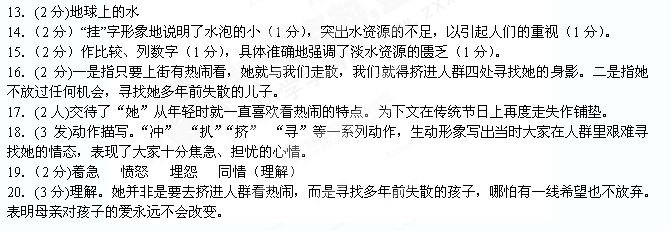 13. (2分)地球上的水
14. (2分) “挂”字形象地说明了水泡的小（1分），突出水资源的不足，以引起人们的重视（1分）。
15. (2分) 作比较、列数字（1分），具体准确地强调了淡水资源的匮乏（1分）。
16. (2分)一是指只要上街有热闹看，她就与我们走散，我们就得挤进人群四处寻找她的身影。二是指她
不放过任何机会，寻找她多年前失散的儿子。
17. (2人)交待了“她”从年轻时就一直喜欢看热闹的特点。为下文在传统节日上再度走失作铺垫。
18. (3 发)动作描写。“冲” “扒”“挤” “寻”等一系列动作，生动形象写出当时大家在人群里艰难寻
找她的情态，表现了大家十分焦急、担忧的心情。
19. (2分)着急 愤怒 埋怨 同情（理解）
20. (3分)理解。她并非是要去挤进人群看热闹，而是寻找多年前失散的孩子，哪怕有一线希望也不放弃。
表明母亲对孩子的爱永远不会改变。